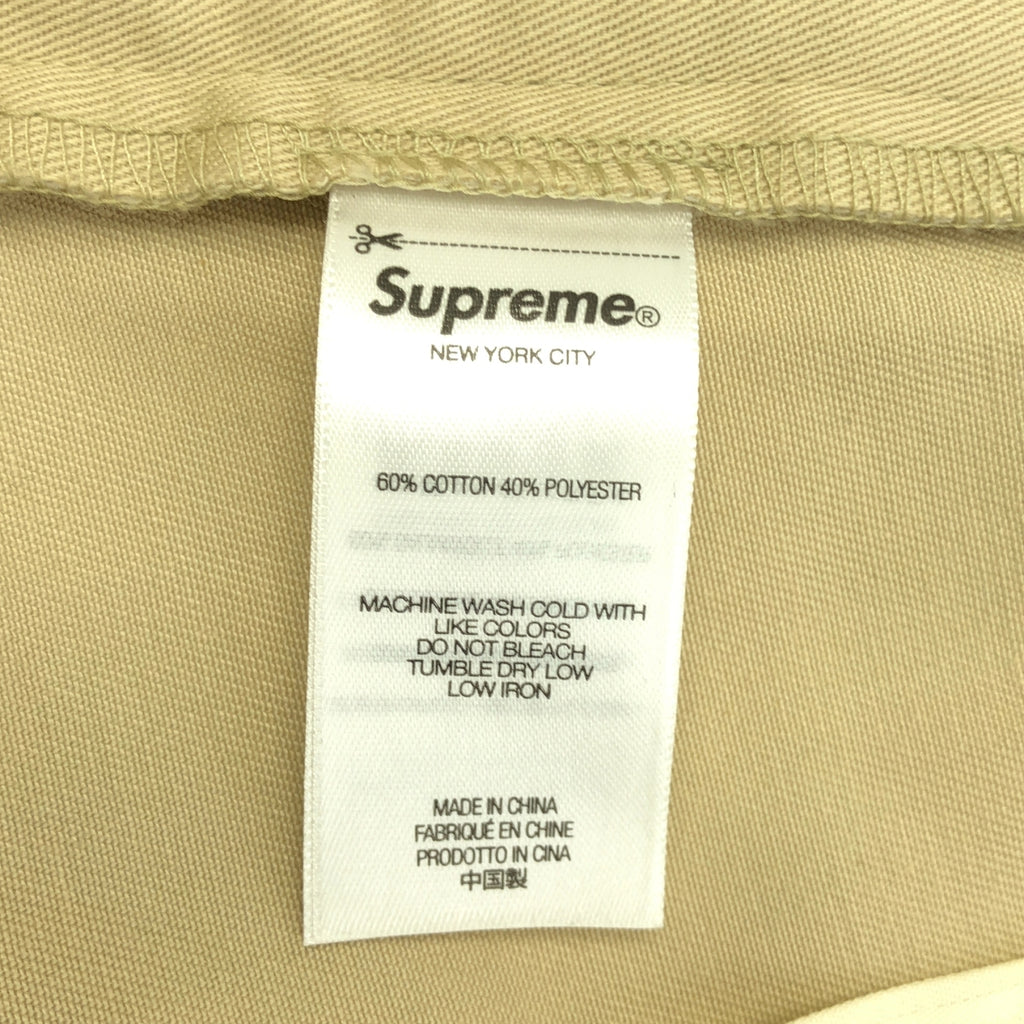 Supreme®
NEW YORK CITY
60% COTTON 40% POLYESTER
MACHINE WASH COLD WITH
LIKE COLORS
DO NOT BLEACH
TUMBLE DRY LOW
LOW IRON
MADE IN CHINA
FABRIQUÉ EN CHINE
PRODOTTO IN CINA
中国製